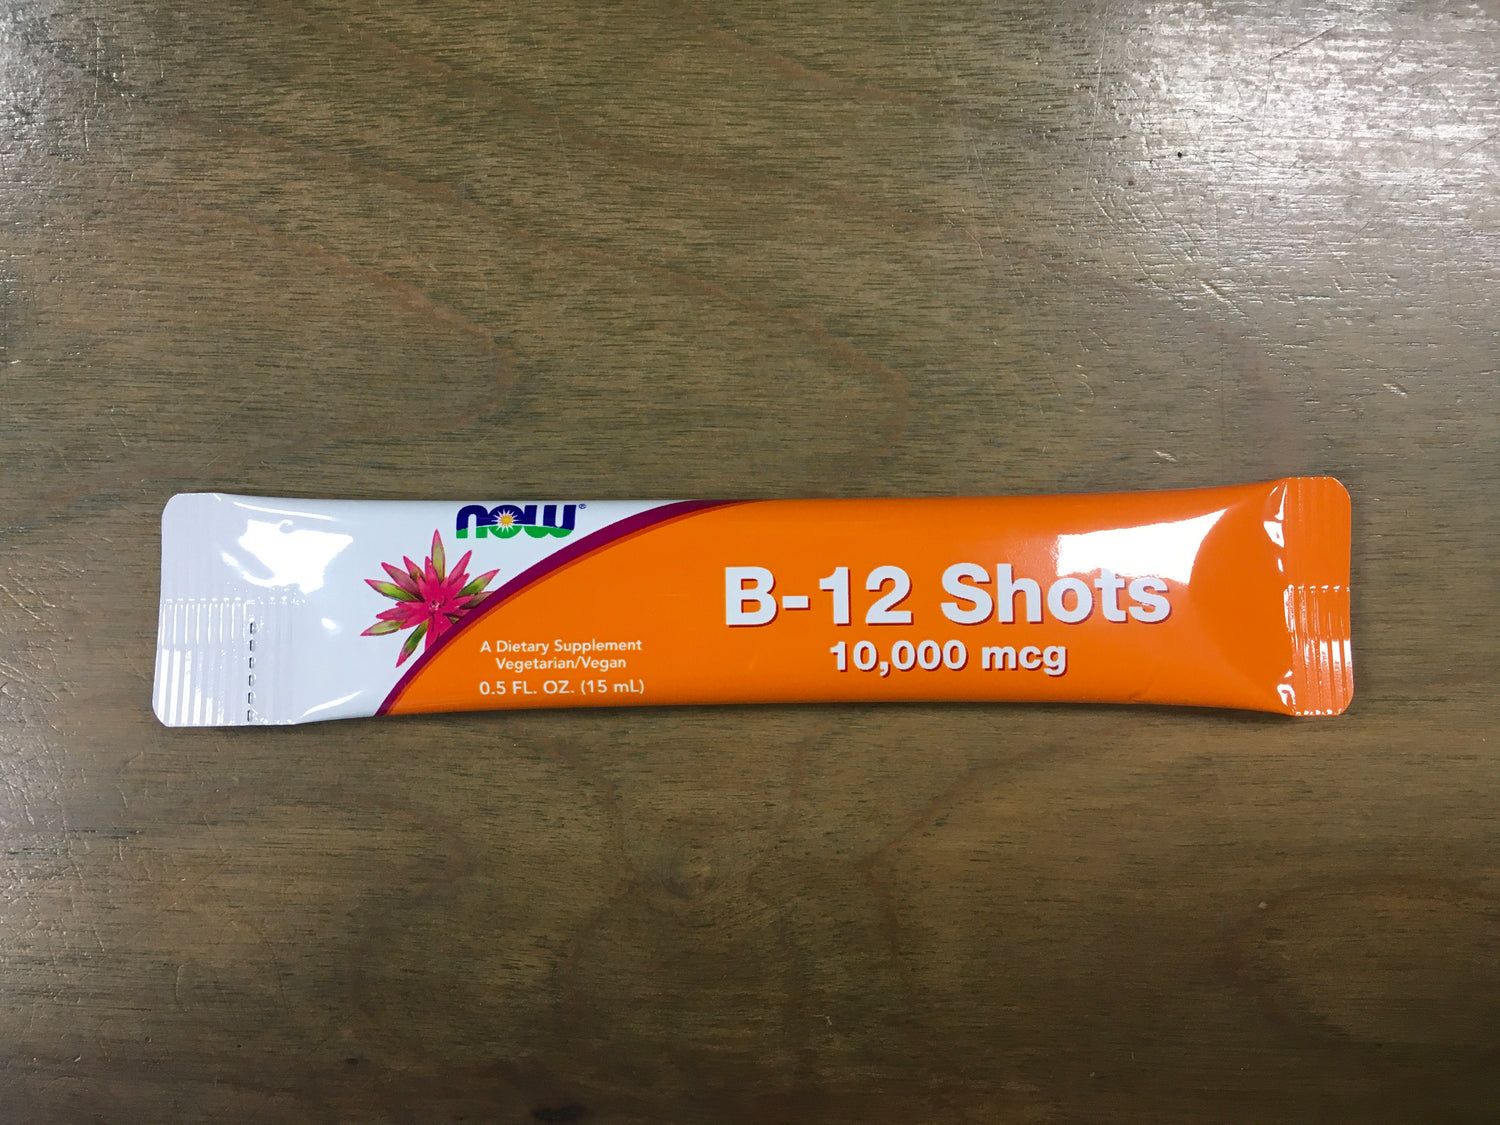 now®
A Dietary Supplement
Vegetarian/Vegan
0.5 FL. OZ. (15 mL)
B-12 Shots
10,000 mcg